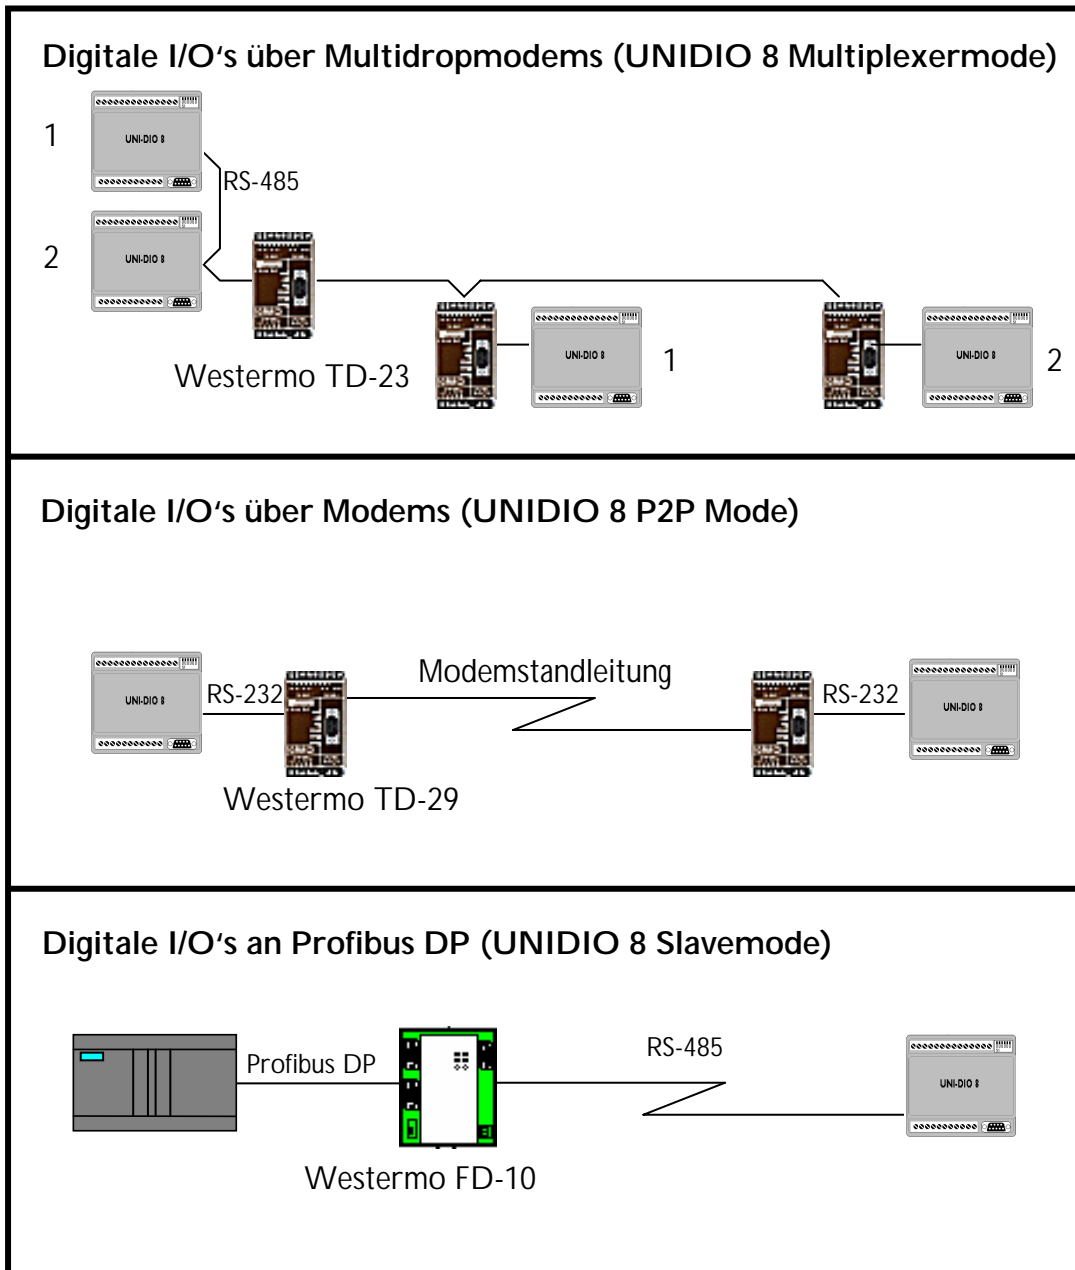 Digitale I/O‘s über Multidropmodems (UNIDIO 8 Multiplexermode)
1
UNI-DIO 8
RS-485
2
UNI-DIO 8
Westermo TD-23
UNI-DIO 8
1
UNI-DIO 8
2
Digitale I/O‘s über Modems (UNIDIO 8 P2P Mode)
UNI-DIO 8
RS-232
Modemstandleitung
RS-232
UNI-DIO 8
Westermo TD-29
Digitale I/O‘s an Profibus DP (UNIDIO 8 Slavemode)
Profibus DP
RS-485
UNI-DIO 8
Westermo FD-10